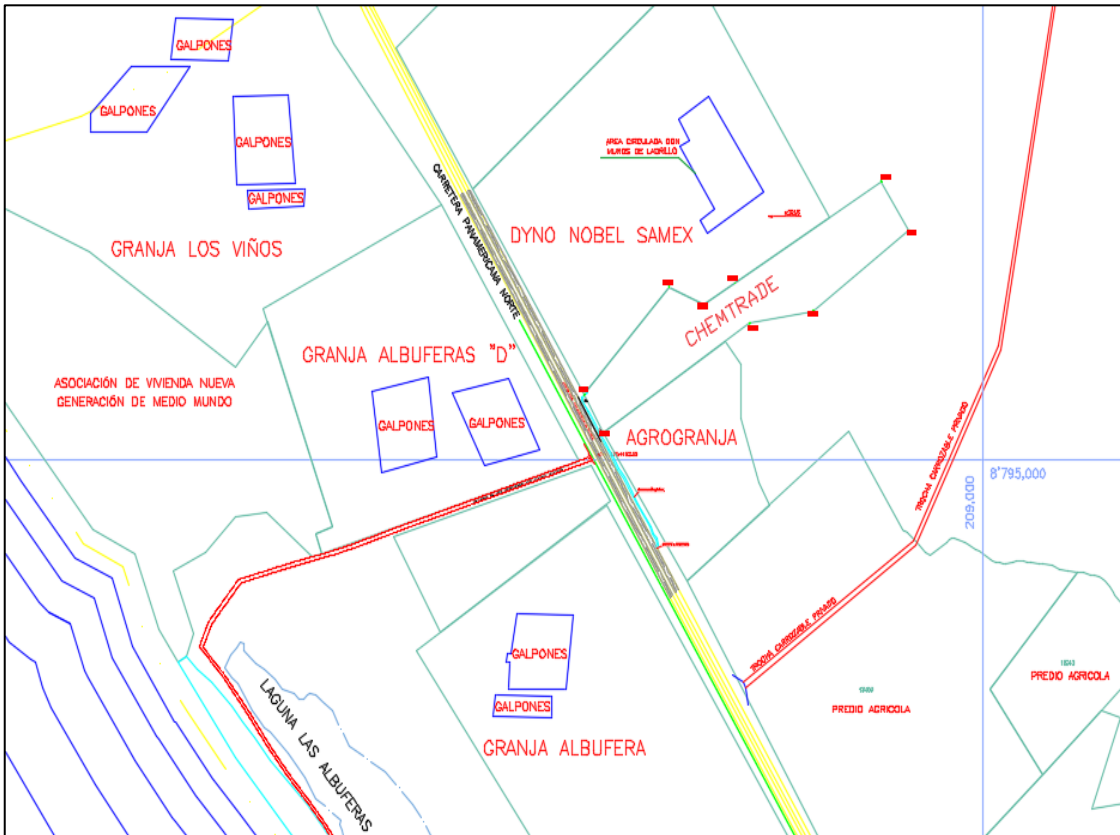 GALPONES
GALPONES
GALPONES
GALPONES
GRANJA LOS VIÑOS
CARRETERA PANAMERICANA NORTE
AREA CIRCULADA CON
MUROS DE LADRILLO
DYNO NOBEL SAMEX
CHEMTRADE
GRANJA ALBUFERAS "D"
ASOCIACIÓN DE VIVIENDA NUEVA
GENERACIÓN DE MEDIO MUNDO
GALPONES
GALPONES
AGROGRANJA
TROCHA CARROZABLE PRIVADO
8'795,000
209,000
TROCHA CARROZABLE PRIVADO
GALPONES
GALPONES
GRANJA ALBUFERA
LAGUNA LAS ALBUFERAS
PREDIO AGRICOLA
PREDIO AGRICOLA